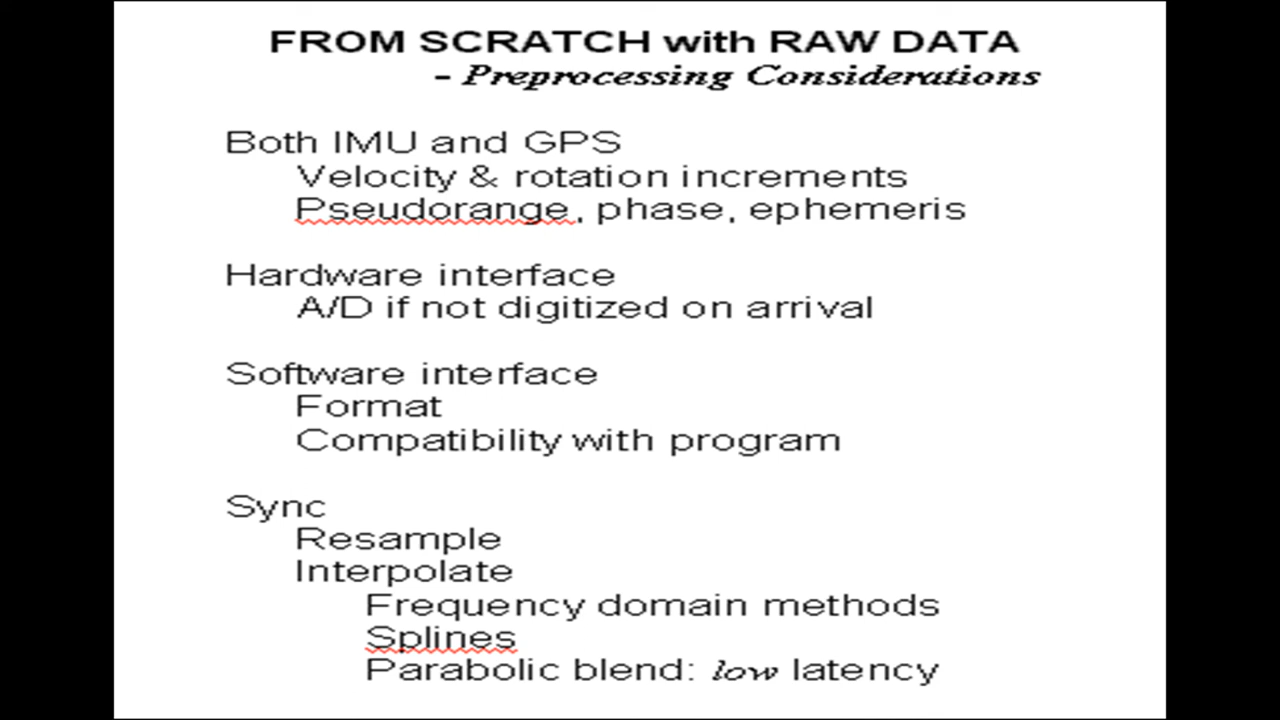 FROM SCRATCH with RAW DATA
- Preprocessing Considerations
Both IMU and GPS
Velocity & rotation increments
Pseudorange, phase, ephemeris
Hardware interface
A/D if not digitized on arrival
Software interface
Format
Compatibility with program
Sync
Resample
Interpolate
Frequency domain methods
Splines
Parabolic blend: low latency